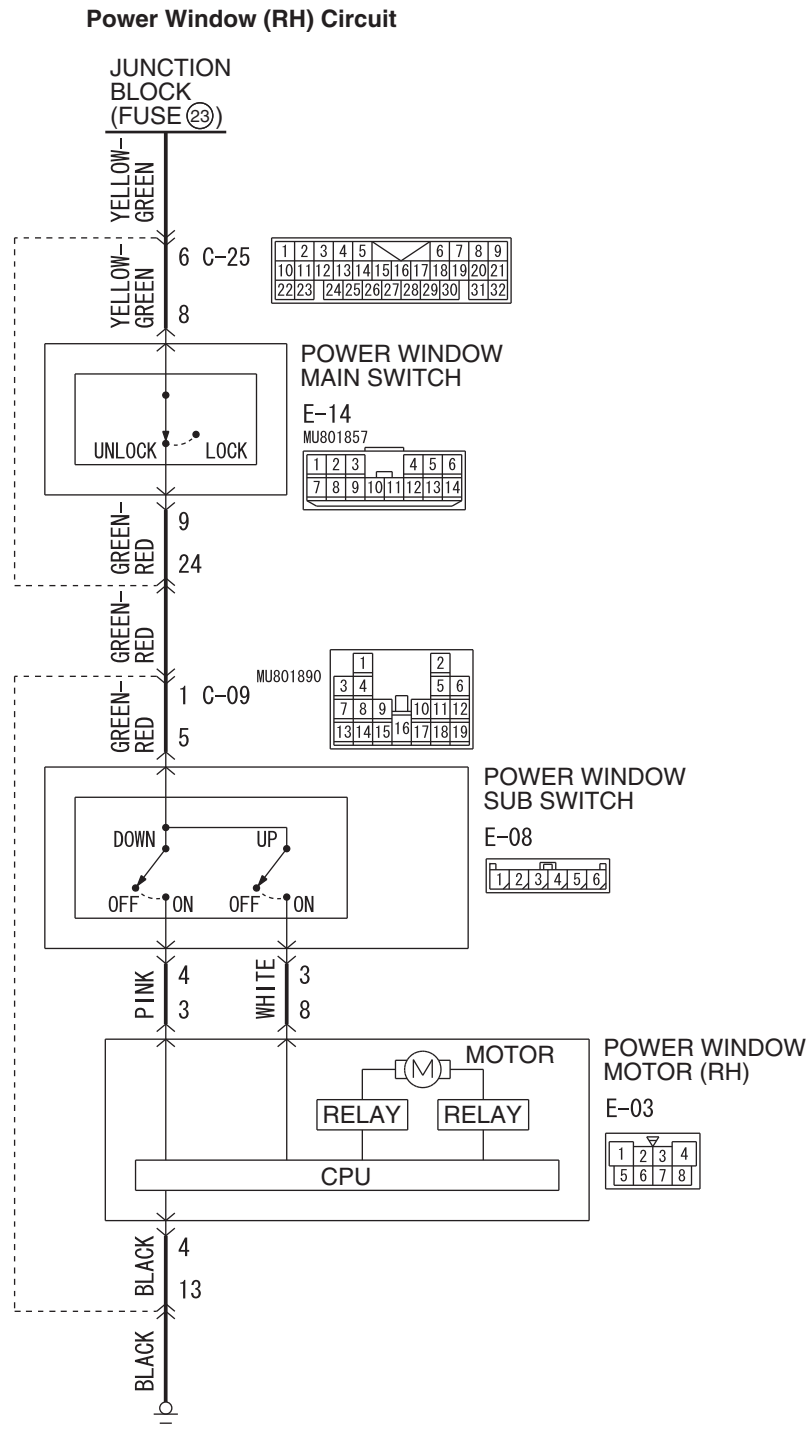 Power Window (RH) Circuit
JUNCTION
BLOCK
(FUSE 23)
YELLOW-
GREEN
YELLOW-
GREEN
6 C-25
1 2 3 4 5 6 7 8 9
10 11 12 13 14 15 16 17 18 19 20 21
22 23 24 25 26 27 28 29 30 31 32
8
POWER WINDOW
MAIN SWITCH
UNLOCK LOCK
E-14
MU801857
1 2 3 4 5 6
7 8 9 10 11 12 13 14
GREEN-
RED
9
24
GREEN-
RED
GREEN-
RED
1 C-09
MU801890
1 2
3 4 5 6
7 8 9 10 11 12
13 14 15 16 17 18 19
5
POWER WINDOW
SUB SWITCH
DOWN UP
OFF ON OFF ON
E-08
1 2 3 4 5 6
PINK
4
3
WHITE
3
8
MOTOR
M
RELAY RELAY
CPU
POWER WINDOW
MOTOR (RH)
E-03
1 2 3 4
5 6 7 8
BLACK
4
13
BLACK